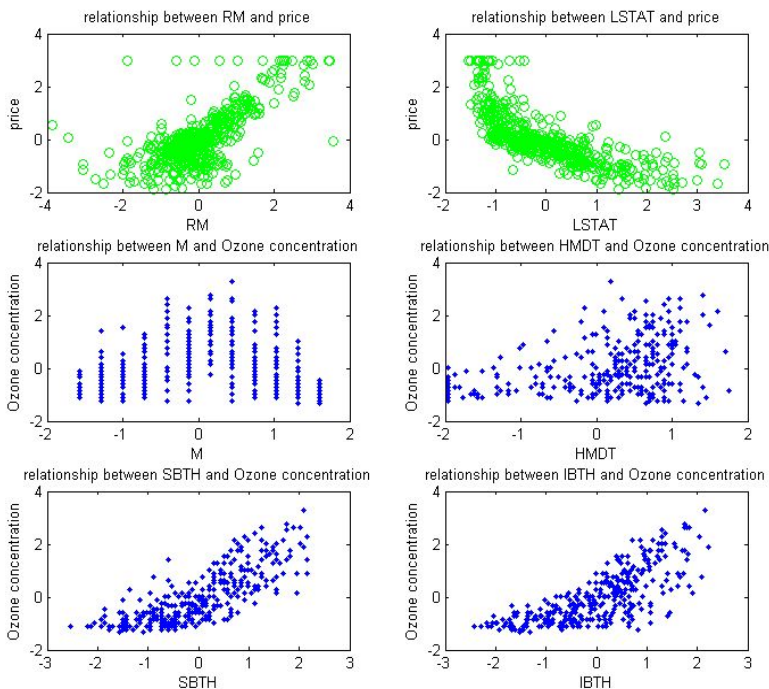 relationship between RM and price
price
4
2
0
-2
-4 -2 0 2 4
RM
relationship between LSTAT and price
price
4
2
0
-2
-2 -1 0 1 2 3 4
LSTAT
relationship between M and Ozone concentration
Ozone concentration
4
2
0
-2
-2 -1 0 1 2
M
relationship between HMDT and Ozone concentration
Ozone concentration
4
2
0
-2
-2 -1 0 1 2
HMDT
relationship between SBTH and Ozone concentration
Ozone concentration
4
2
0
-2
-3 -2 -1 0 1 2 3
SBTH
relationship between IBTH and Ozone concentration
Ozone concentration
4
2
0
-2
-3 -2 -1 0 1 2 3
IBTH